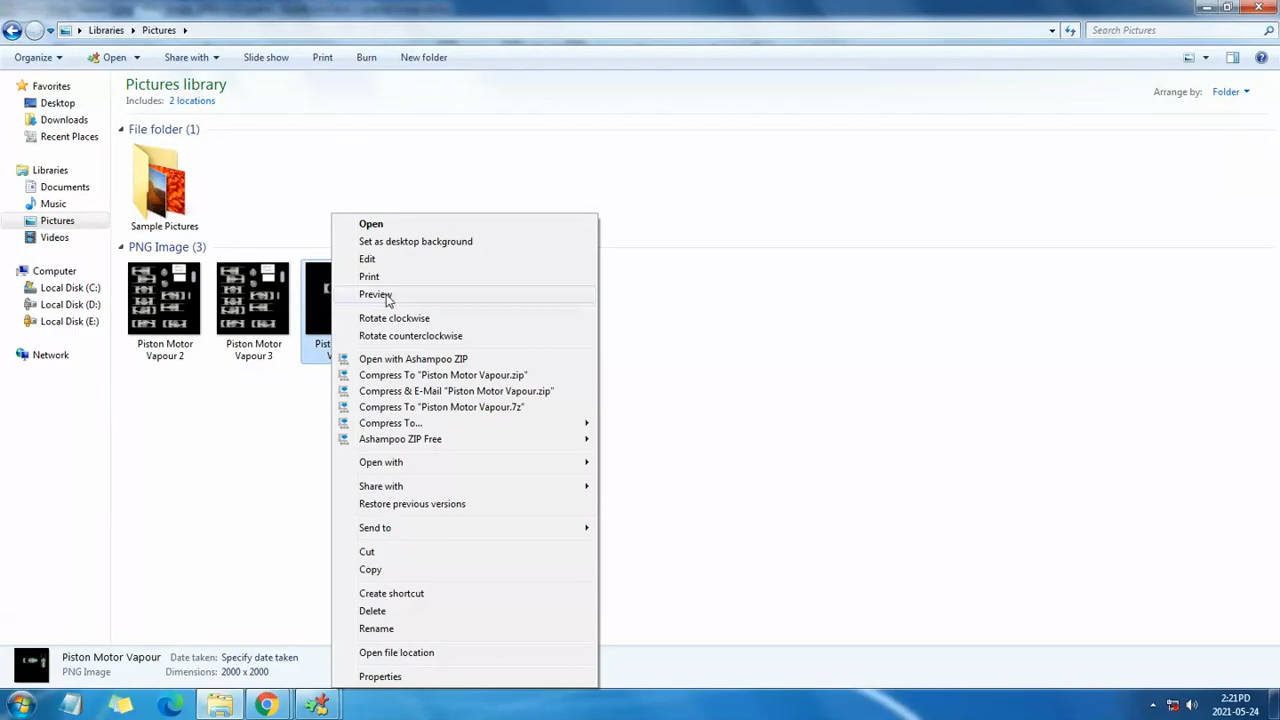 Libraries Pictures
Search Pictures
Organize Open Share with Slide show Print Burn New folder
Favorites
Desktop
Downloads
Recent Places
Libraries
Documents
Music
Pictures
Videos
Computer
Local Disk (C:)
Local Disk (D:)
Local Disk (E:)
Network
Pictures library
Includes: 2 locations
Arrange by: Folder
File folder (1)
Sample Pictures
PNG Image (3)
Piston Motor
Vapour 2
Piston Motor
Vapour 3
Open
Set as desktop background
Edit
Print
Preview
Rotate clockwise
Rotate counterclockwise
Open with Ashampoo ZIP
Compress To "Piston Motor Vapour.zip"
Compress & E-Mail "Piston Motor Vapour.zip"
Compress To "Piston Motor Vapour.7z"
Compress To...
Ashampoo ZIP Free
Open with
Share with
Restore previous versions
Send to
Cut
Copy
Create shortcut
Delete
Rename
Open file location
Properties
Piston Motor Vapour Date taken: Specify date taken
PNG Image Dimensions: 2000 x 2000
2:21PD
2021-05-24